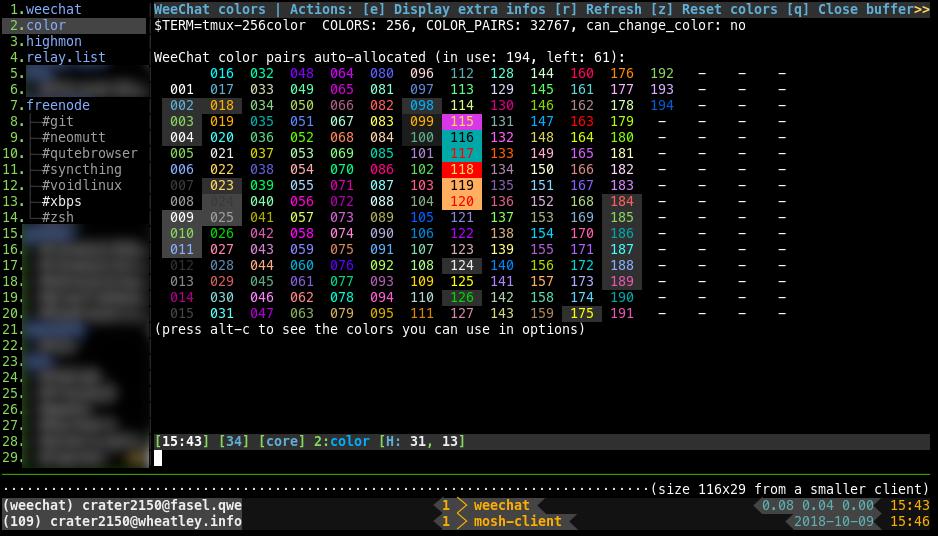 1.weechat WeeChat colors | Actions: [e] Display extra infos [r] Refresh [z] Reset colors [q] Close buffer>>
2.color $TERM=tmux-256color COLORS: 256, COLOR_PAIRS: 32767, can_change_color: no
3.highmon
4.relay.list WeeChat color pairs auto-allocated (in use: 194, left: 61):
5. 016 032 048 064 080 096 112 128 144 160 176 192 – – –
6. 001 017 033 049 065 081 097 113 129 145 161 177 193 – – –
7.freenode 002 018 034 050 066 082 098 114 130 146 162 178 194 – – –
8. #git 003 019 035 051 067 083 099 115 131 147 163 179 – – – –
9. #neomutt 004 020 036 052 068 084 100 116 132 148 164 180 – – – –
10. #qutebrowser 005 021 037 053 069 085 101 117 133 149 165 181 – – – –
11. #syncthing 006 022 038 054 070 086 102 118 134 150 166 182 – – – –
12. #voidlinux 007 023 039 055 071 087 103 119 135 151 167 183 – – – –
13. #xbps 008 024 040 056 072 088 104 120 136 152 168 184 – – – –
14. #zsh 009 025 041 057 073 089 105 121 137 153 169 185 – – – –
15. 010 026 042 058 074 090 106 122 138 154 170 186 – – – –
16. 011 027 043 059 075 091 107 123 139 155 171 187 – – – –
17. 012 028 044 060 076 092 108 124 140 156 172 188 – – – –
18. 013 029 045 061 077 093 109 125 141 157 173 189 – – – –
19. 014 030 046 062 078 094 110 126 142 158 174 190 – – – –
20. 015 031 047 063 079 095 111 127 143 159 175 191 – – – –
21. (press alt-c to see the colors you can use in options)
22.
23.
24.
25.
26.
27.
28. [15:43] [34] [core] 2:color [H: 31, 13]
29.
(size 116x29 from a smaller client)
(weechat) crater2150@fasel.qwe 1 weechat 0.08 0.04 0.00 15:43
(109) crater2150@wheatley.info 1 mosh-client 2018-10-09 15:46